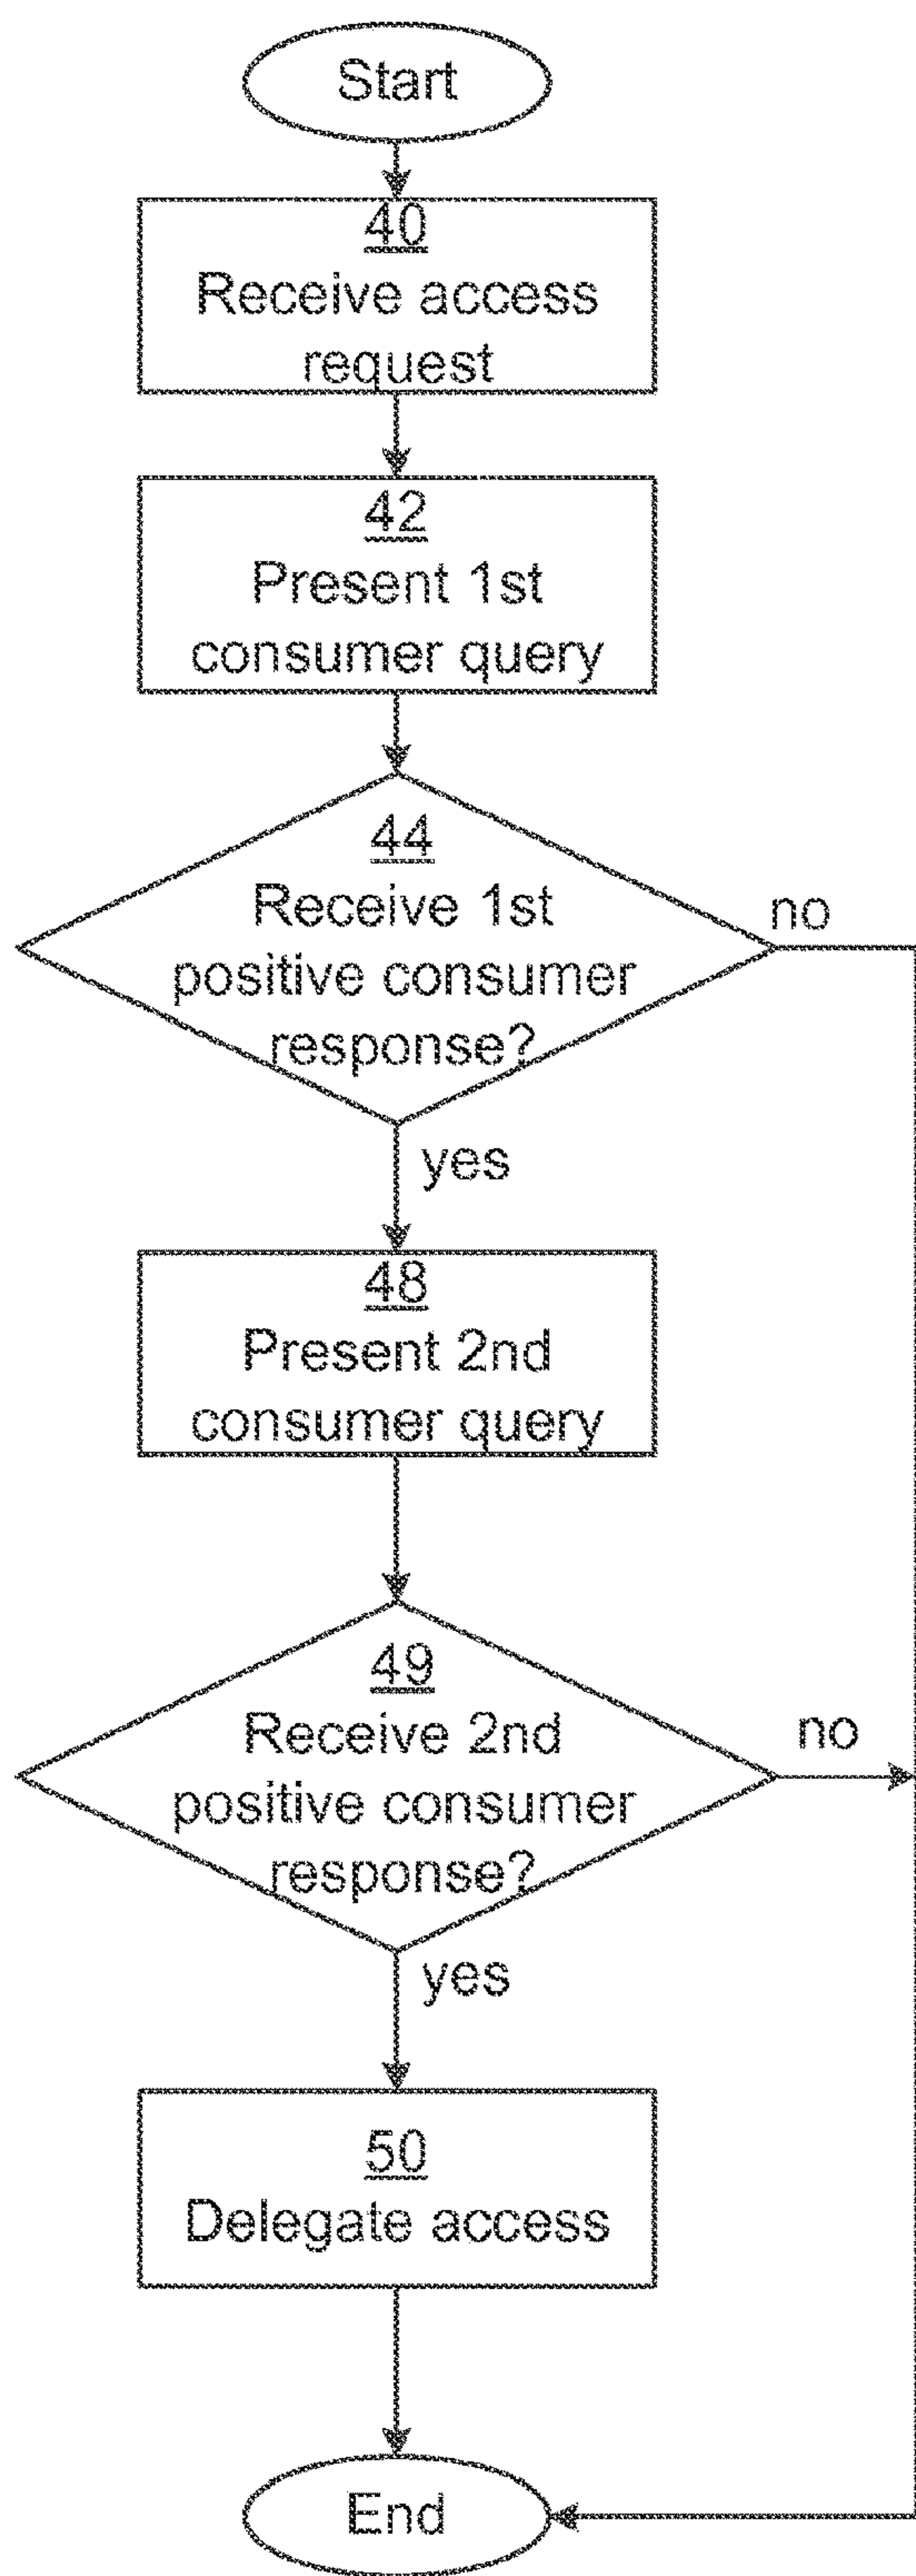 Start
40
Receive access
request
42
Present 1st
consumer query
44
Receive 1st
positive consumer
response?
no
yes
48
Present 2nd
consumer query
49
Receive 2nd
positive consumer
response?
no
yes
50
Delegate access
End